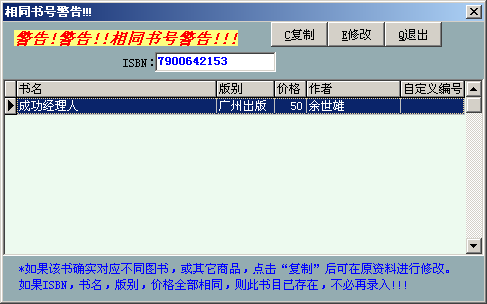 相同书号警告!!!
警告!警告!!相同书号警告!!!
C复制 E修改 Q退出
ISBN：7900642153
书名 版别 价格 作者 自定义编号
成功经理人 广州出版 50 余世雄
*如果该书确实对应不同图书，或其它商品，点击“复制”后可在原资料进行修改。
如果ISBN，书名，版别，价格全部相同，则此书目已存在，不必再录入!!!